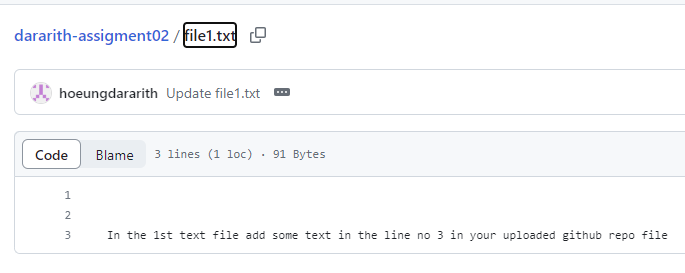 dararith-assigment02 / file1.txt
hoeungdararith Update file1.txt
Code Blame 3 lines (1 loc) · 91 Bytes
1
2
3 In the 1st text file add some text in the line no 3 in your uploaded github repo file